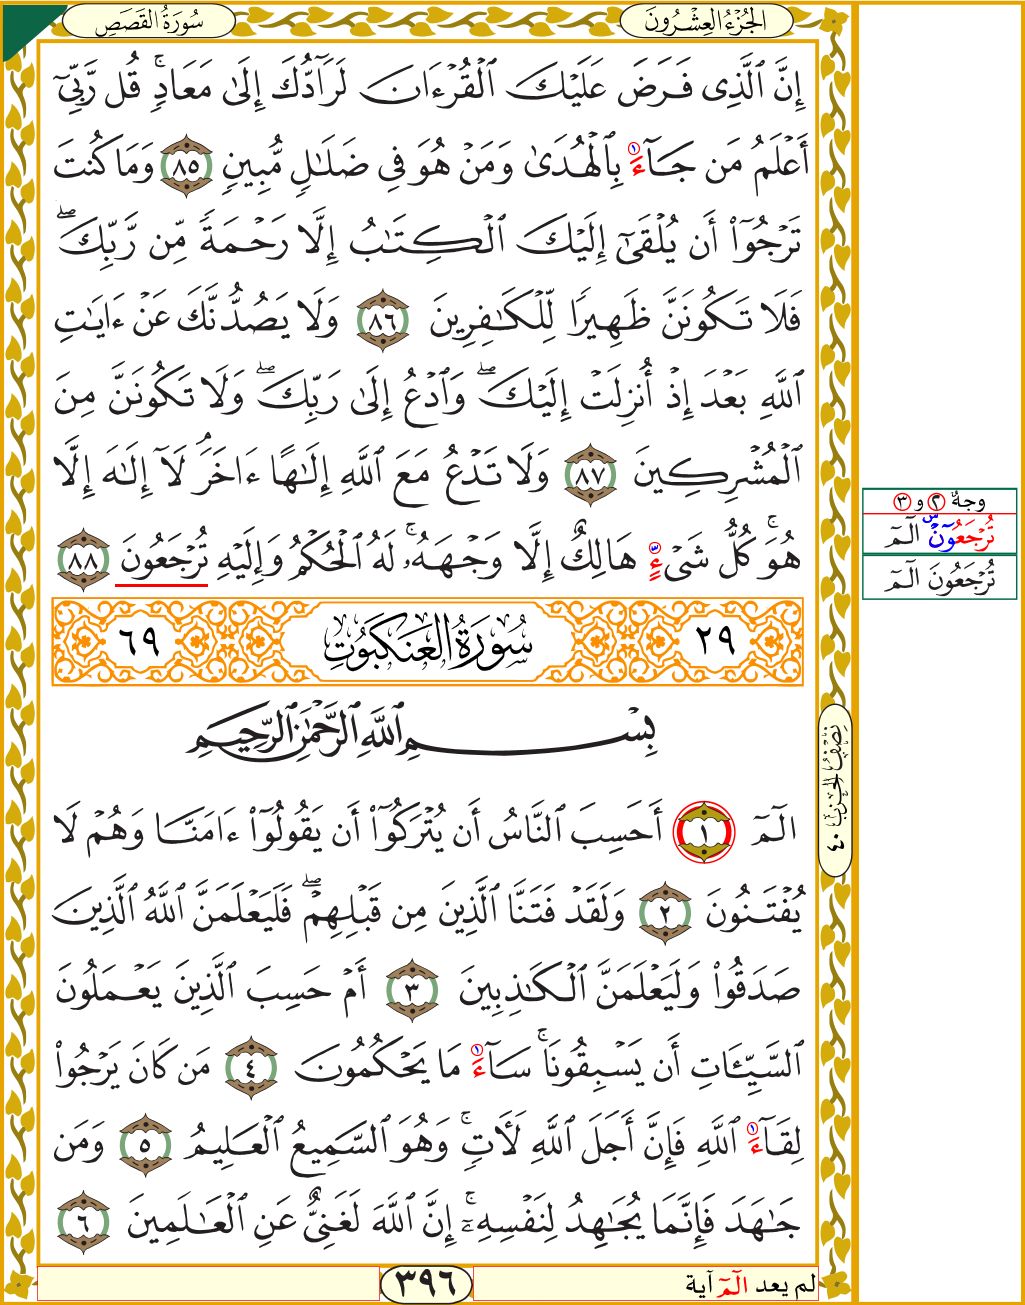 سُورَةُ القَصَصِ
الجُزْءُ العِشْرُونَ
إِنَّ ٱلَّذِى فَرَضَ عَلَيْكَ ٱلْقُرْءَانَ لَرَآدُّكَ إِلَىٰ مَعَادٍۚ قُل رَّبِّىٓ
أَعْلَمُ مَن جَآءَ بِٱلْهُدَىٰ وَمَنْ هُوَ فِى ضَلَـٰلٍ مُّبِينٍ ٨٥ وَمَا كُنتَ
تَرْجُوٓا۟ أَن يُلْقَىٰٓ إِلَيْكَ ٱلْكِتَـٰبُ إِلَّا رَحْمَةً مِّن رَّبِّكَۖ
فَلَا تَكُونَنَّ ظَهِيرًا لِّلْكَـٰفِرِينَ ٨٦ وَلَا يَصُدُّنَّكَ عَنْ ءَايَـٰتِ
ٱللَّهِ بَعْدَ إِذْ أُنزِلَتْ إِلَيْكَۖ وَٱدْعُ إِلَىٰ رَبِّكَۖ وَلَا تَكُونَنَّ مِنَ
ٱلْمُشْرِكِينَ ٨٧ وَلَا تَدْعُ مَعَ ٱللَّهِ إِلَـٰهًا ءَاخَرَۘ لَآ إِلَـٰهَ إِلَّا
هُوَۚ كُلُّ شَىْءٍ هَالِكٌ إِلَّا وَجْهَهُۥۚ لَهُ ٱلْحُكْمُ وَإِلَيْهِ تُرْجَعُونَ ٨٨
وجهٌ ٢ و ٣
تُرْجَعُونَۜ الٓمٓ
تُرْجَعُونَ الٓمٓ
٢٩ سُورَةُ العَنكَبُوتِ ٦٩
بِسْمِ ٱللَّهِ ٱلرَّحْمَـٰنِ ٱلرَّحِيمِ
الٓمٓ ١ أَحَسِبَ ٱلنَّاسُ أَن يُتْرَكُوٓا۟ أَن يَقُولُوٓا۟ ءَامَنَّا وَهُمْ لَا
يُفْتَنُونَ ٢ وَلَقَدْ فَتَنَّا ٱلَّذِينَ مِن قَبْلِهِمْۖ فَلَيَعْلَمَنَّ ٱللَّهُ ٱلَّذِينَ
صَدَقُوا۟ وَلَيَعْلَمَنَّ ٱلْكَـٰذِبِينَ ٣ أَمْ حَسِبَ ٱلَّذِينَ يَعْمَلُونَ
ٱلسَّيِّـَٔاتِ أَن يَسْبِقُونَاۚ سَآءَ مَا يَحْكُمُونَ ٤ مَن كَانَ يَرْجُوا۟
لِقَآءَ ٱللَّهِ فَإِنَّ أَجَلَ ٱللَّهِ لَـَٔاتٍۚ وَهُوَ ٱلسَّمِيعُ ٱلْعَلِيمُ ٥ وَمَن
جَـٰهَدَ فَإِنَّمَا يُجَـٰهِدُ لِنَفْسِهِۦٓۚ إِنَّ ٱللَّهَ لَغَنِىٌّ عَنِ ٱلْعَـٰلَمِينَ ٦
نِصْفُ الحِزْبِ ٤٠
لم يعد الٓمٓ آية
٣٩٦